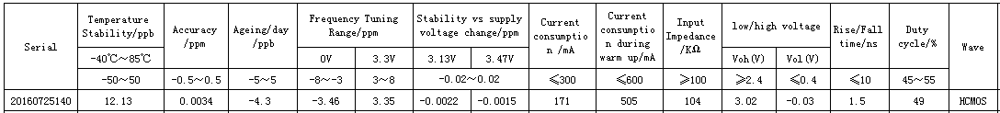 Serial | Temperature Stability/ppb | Accuracy /ppm | Ageing/day /ppb | Frequency Tuning Range/ppm | Stability vs supply voltage change/ppm | Current consumptio n /mA | Current consumptio n during warm up/mA | Input Impedance /KΩ | low/high voltage | Rise/Fall time/ns | Duty cycle/% | Wave
-40℃～85℃ | 0V | 3.3V | 3.13V | 3.47V | Voh(V) | Vol(V)
-50～50 | -0.5～0.5 | -5～5 | -8～-3 | 3～8 | -0.02～0.02 | ≤300 | ≤600 | ≥100 | ≥2.4 | ≤0.4 | ≤10 | 45～55
20160725140 | 12.13 | 0.0034 | -4.3 | -3.46 | 3.35 | -0.0022 | -0.0015 | 171 | 505 | 104 | 3.02 | -0.03 | 1.5 | 49 | HCMOS